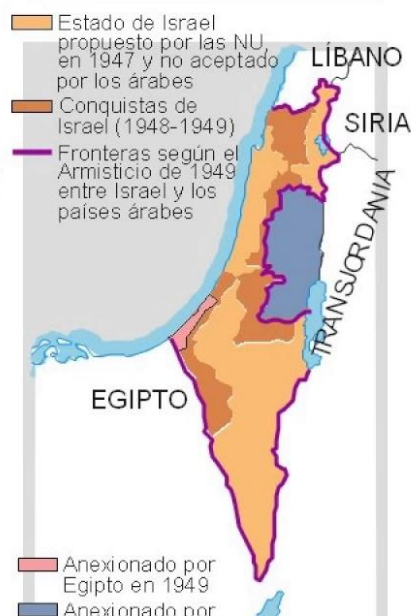 Estado de Israel
propuesto por las NU,
en 1947 y no aceptado
por los árabes
Conquistas de
Israel (1948-1949)
Fronteras según el
Armisticio de 1949
entre Israel y los
países árabes
LÍBANO
SIRIA
TRANSJORDANIA
EGIPTO
Anexionado por
Egipto en 1949
Anexionado por